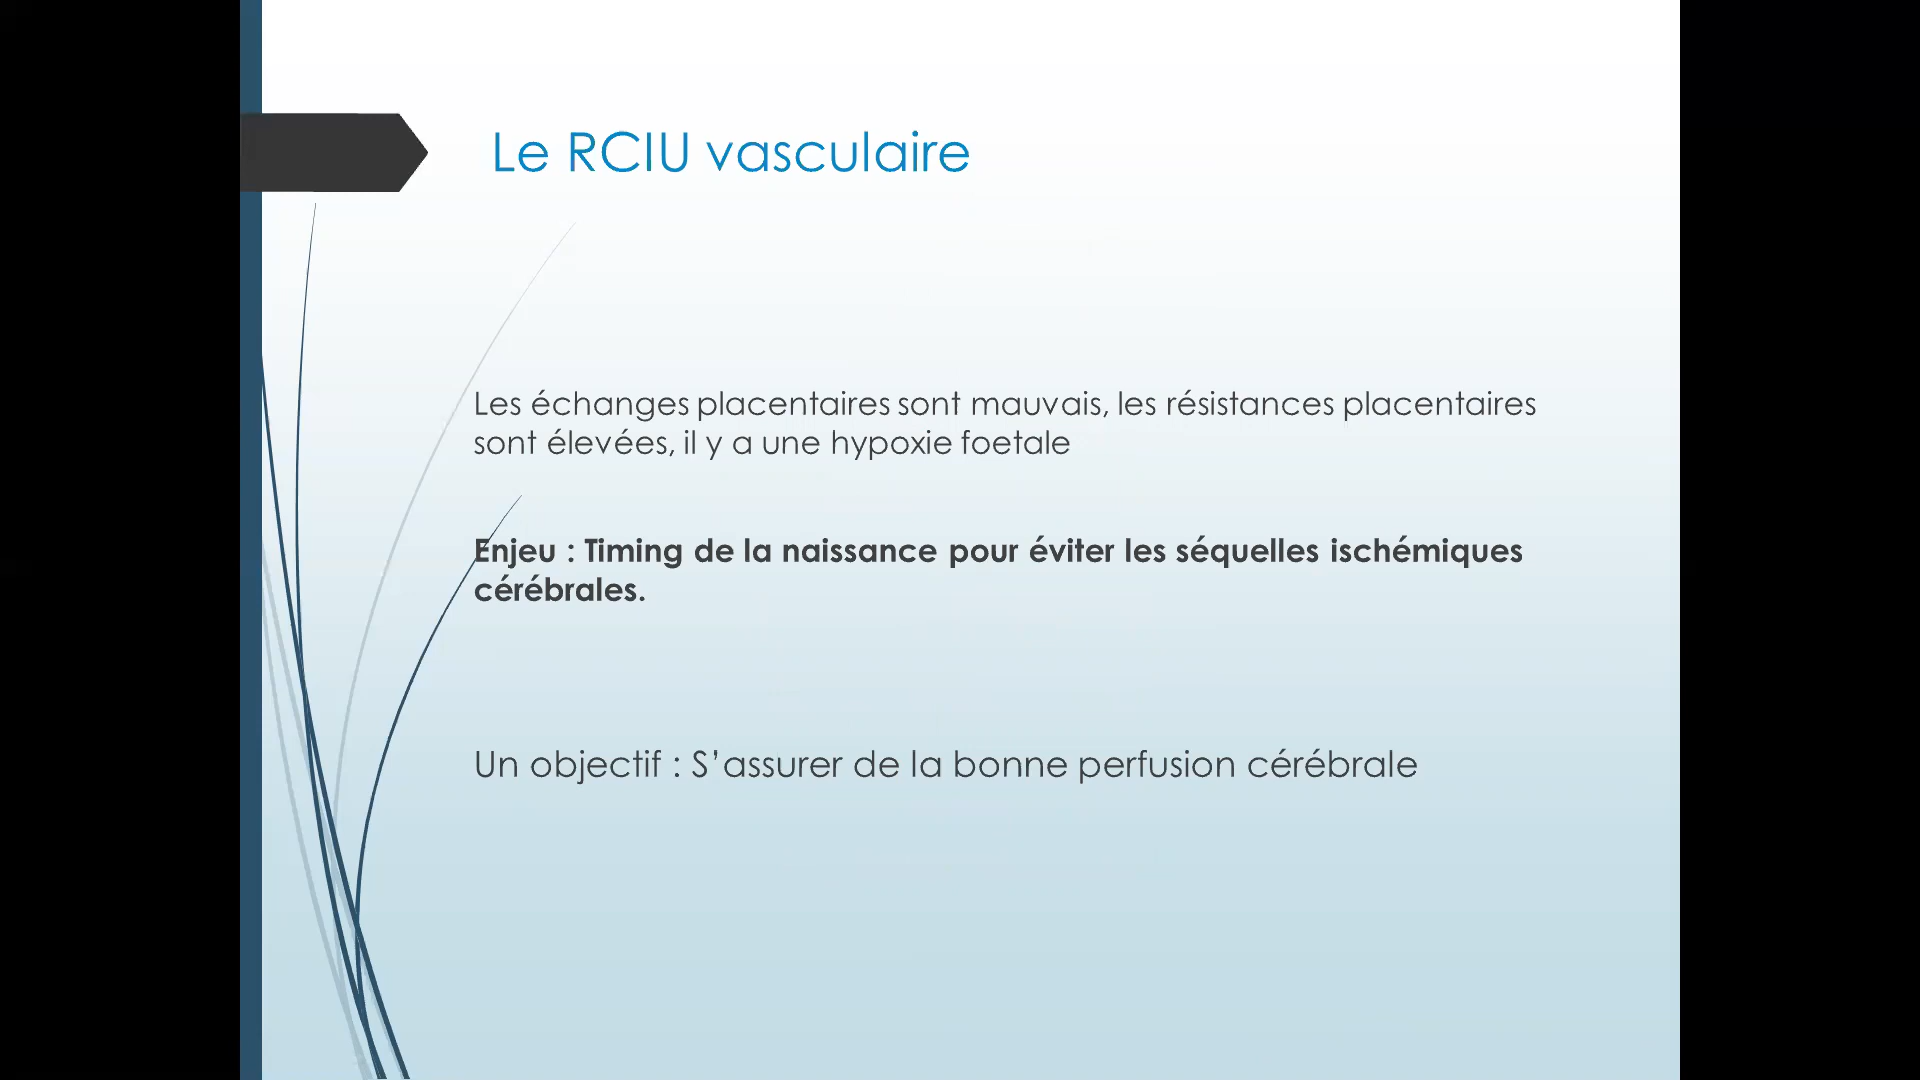 Le RCIU vasculaire
Les échanges placentaires sont mauvais, les résistances placentaires
sont élevées, il y a une hypoxie foetale
Enjeu : Timing de la naissance pour éviter les séquelles ischémiques
cérébrales.
Un objectif : S’assurer de la bonne perfusion cérébrale